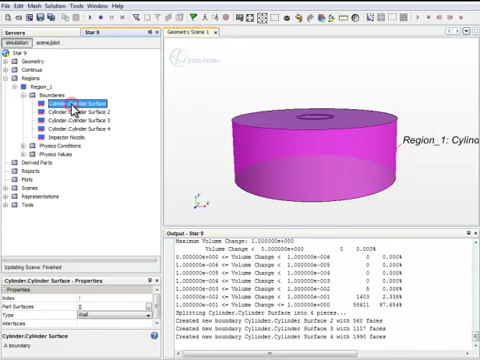 File Edit Mesh Solution Tools Window Help
Servers
Star 9
Geometry Scene 1
simulation scene/plot
Star 9
Geometry
Continua
Regions
Region_1
Boundaries
Cylinder.Cylinder Surface
Cylinder.Cylinder Surface 2
Cylinder.Cylinder Surface 3
Cylinder.Cylinder Surface 4
Impactor Nozzle.
Physics Conditions
Physics Values
Derived Parts
Reports
Plots
Scenes
Representations
Tools
Updating Scene: Finished
Region_1: Cylind
Cylinder.Cylinder Surface - Properties
Properties
Index
Part Surfaces
Type Wall
Interfaces
Cylinder.Cylinder Surface
A boundary
Output - Star 9
Maximum Volume Change: 1.000000e+000
Volume Change < 1.000000e-006 0 0.000%
0.000000e+00 <= Volume Change < 1.000000e-006 0 0.000%
1.000000e-006 <= Volume Change < 1.000000e-005 0 0.000%
1.000000e-005 <= Volume Change < 1.000000e-004 0 0.000%
1.000000e-004 <= Volume Change < 1.000000e-003 0 0.000%
1.000000e-003 <= Volume Change < 1.000000e-002 5 0.008%
1.000000e-002 <= Volume Change < 1.000000e-001 1403 2.338%
1.000000e-001 <= Volume Change <= 1.000000e+000 58611 97.654%
Splitting Cylinder.Cylinder Surface into 4 pieces...
Created new boundary Cylinder.Cylinder Surface 2 with 560 faces
Created new boundary Cylinder.Cylinder Surface 3 with 1117 faces
Created new boundary Cylinder.Cylinder Surface 4 with 1990 faces